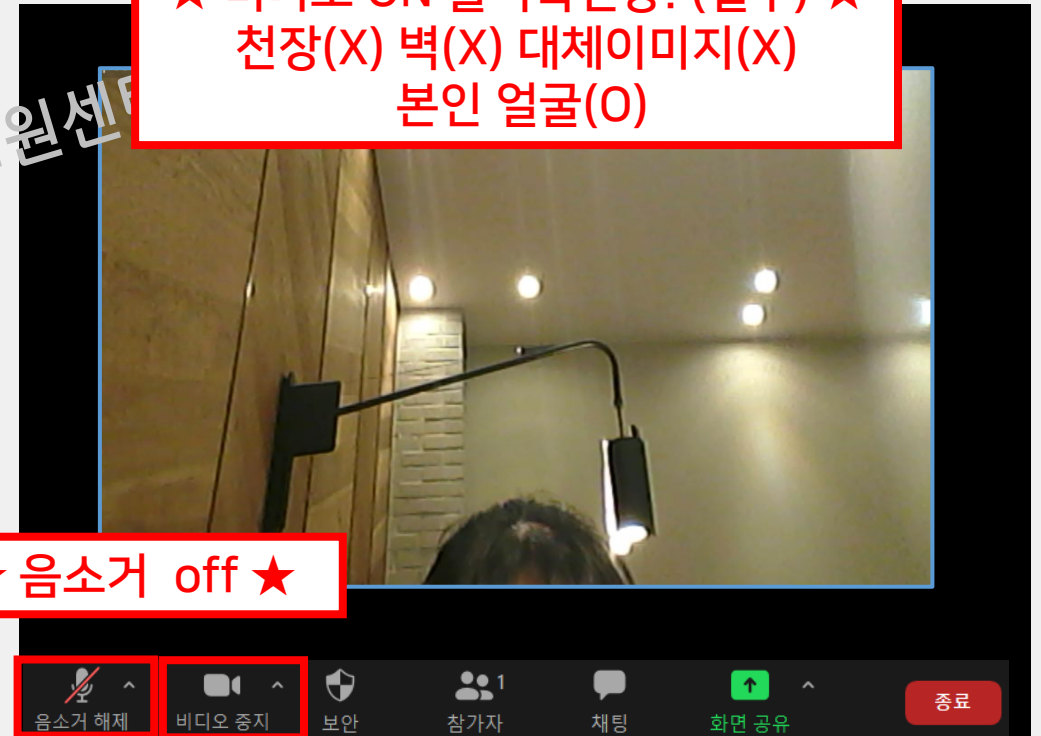 천장(X) 벽(X) 대체이미지(X)
본인 얼굴(O)
음소거 off ★
음소거 해제
비디오 중지
보안
1
참가자
채팅
화면 공유
종료